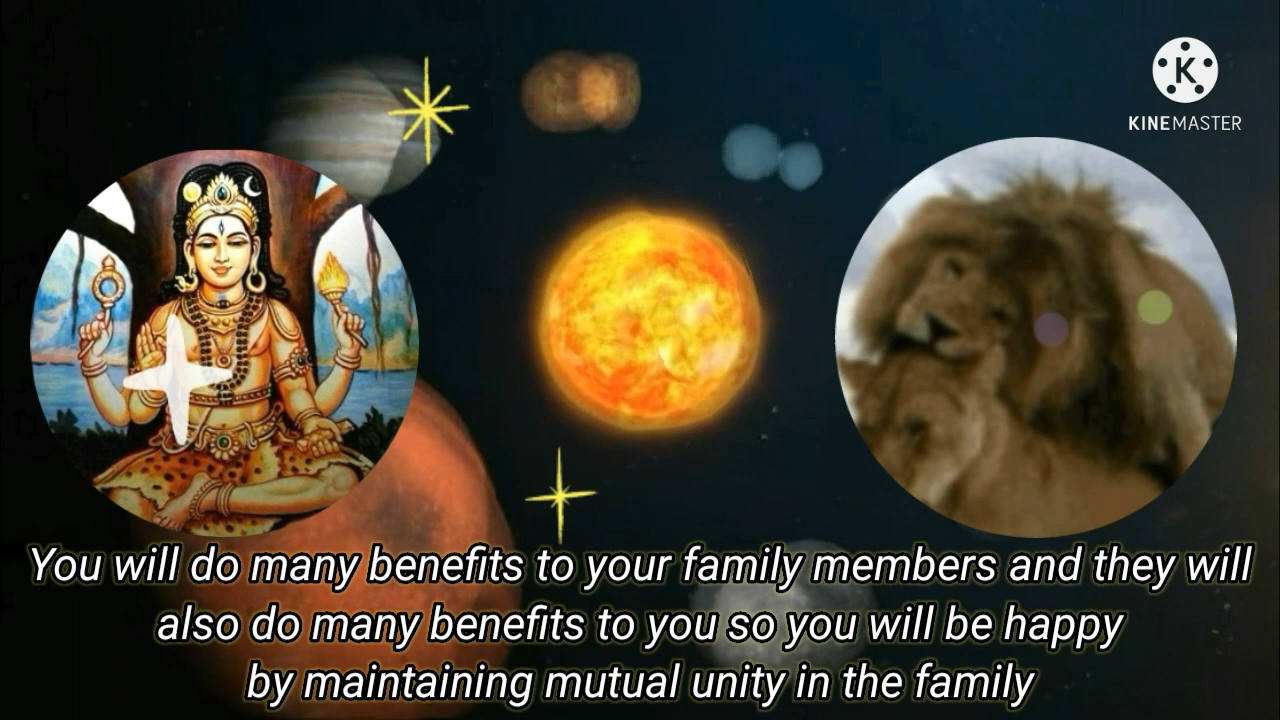 K
KINEMASTER
You will do many benefits to your family members and they will
also do many benefits to you so you will be happy
by maintaining mutual unity in the family